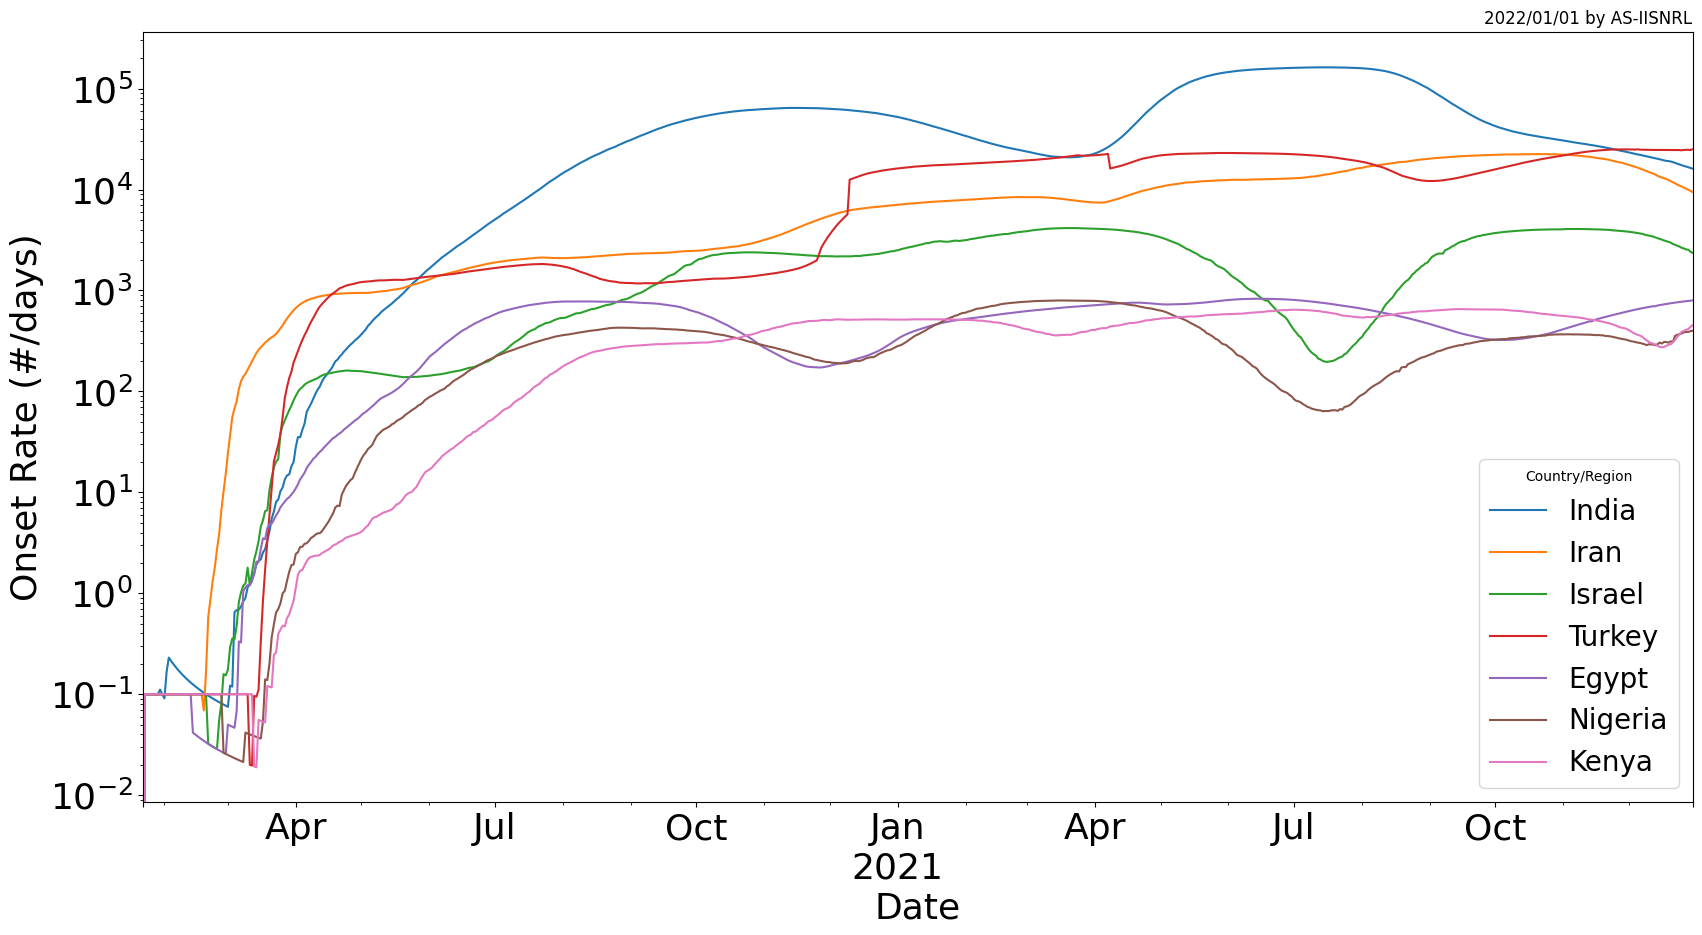 2022/01/01 by AS-IISNRL
Onset Rate (#/days)
10^5
10^4
10^3
10^2
10^1
10^0
10^−1
10^−2
Country/Region
India
Iran
Israel
Turkey
Egypt
Nigeria
Kenya
Apr Jul Oct Jan Apr Jul Oct
2021
Date